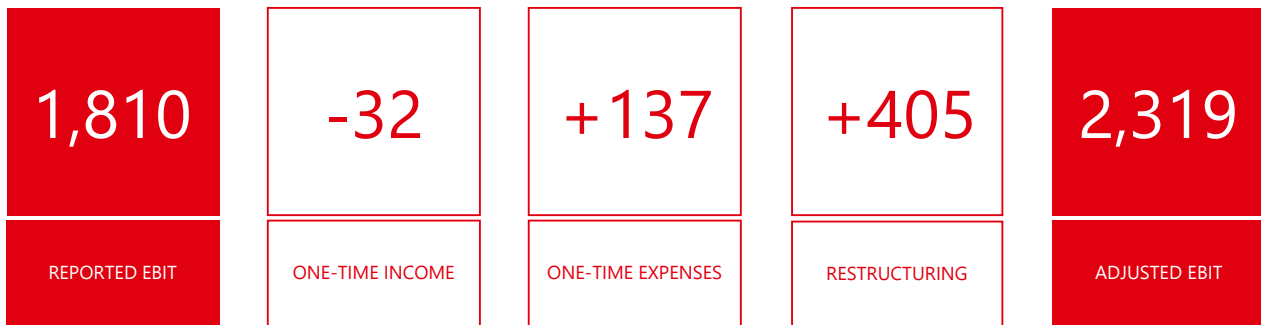 1,810
-32
+137
+405
2,319
REPORTED EBIT
ONE-TIME INCOME
ONE-TIME EXPENSES
RESTRUCTURING
ADJUSTED EBIT